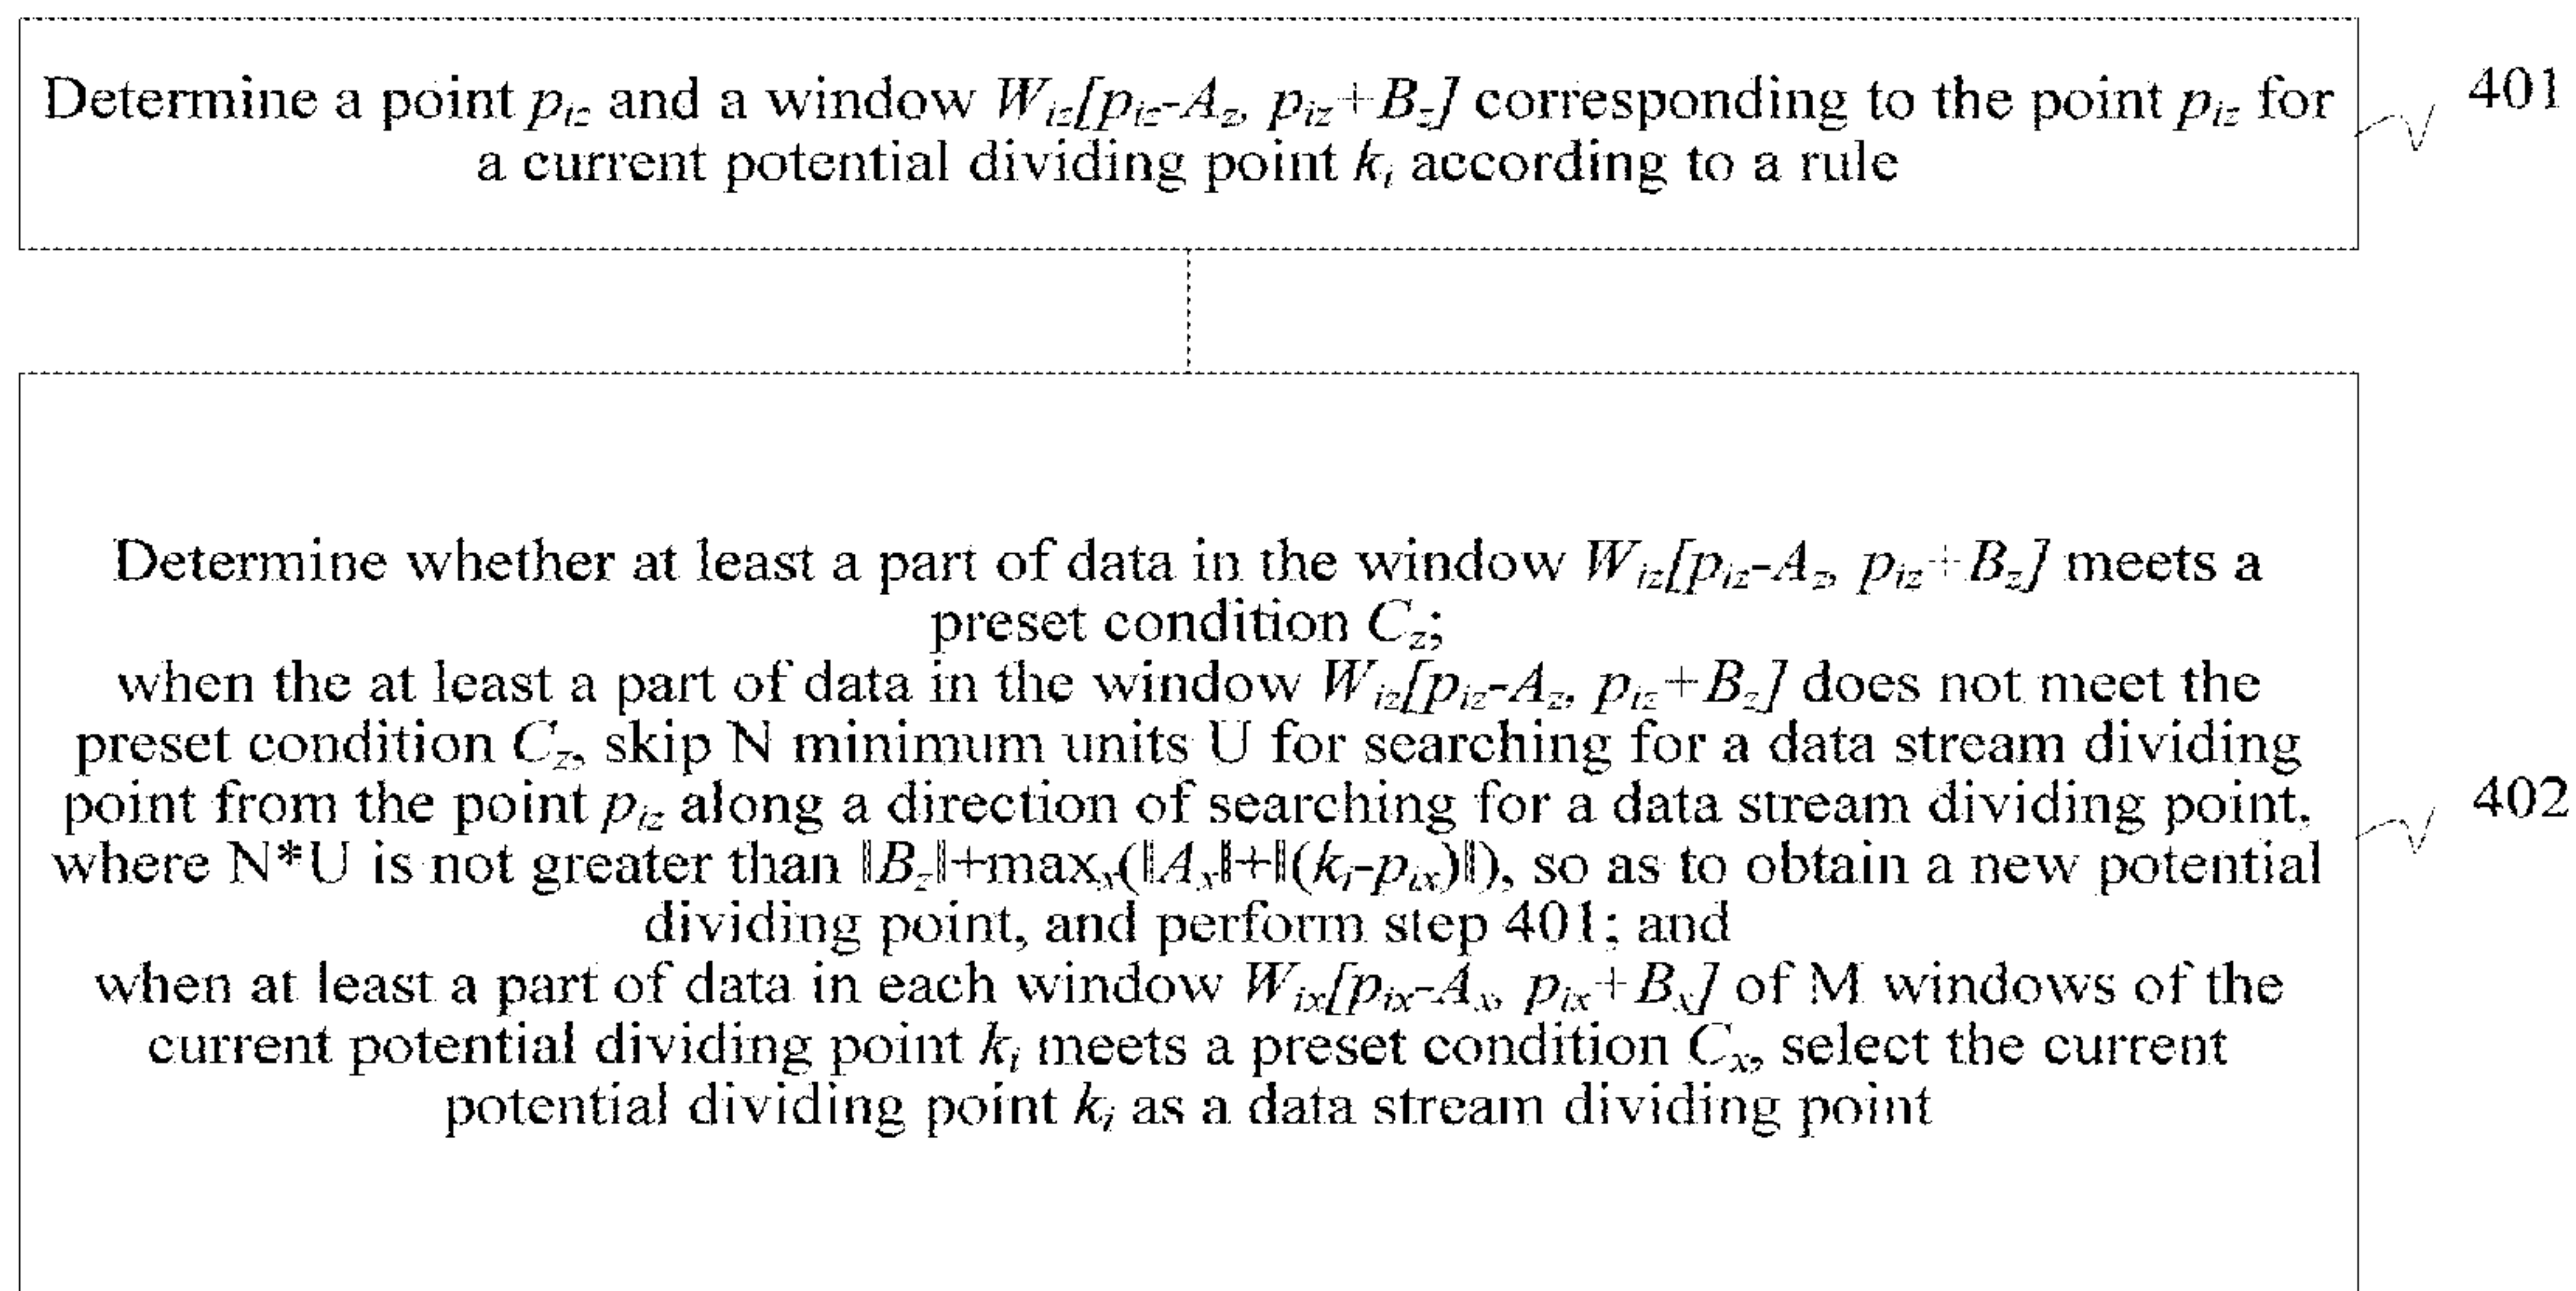 Determine a point p_iz and a window W_iz[p_iz-A_z, p_iz+B_z] corresponding to the point p_iz for
401
a current potential dividing point k_i according to a rule
Determine whether at least a part of data in the window W_iz[p_iz-A_z, p_iz+B_z] meets a
preset condition C_z;
when the at least a part of data in the window W_iz[p_iz-A_z, p_iz+B_z] does not meet the
preset condition C_z, skip N minimum units U for searching for a data stream dividing
point from the point p_iz along a direction of searching for a data stream dividing point,
402
where N*U is not greater than ‖B_z‖+max_x(‖A_x‖+‖(k_i-p_ix)‖), so as to obtain a new potential
dividing point, and perform step 401; and
when at least a part of data in each window W_ix[p_ix-A_x, p_ix+B_x] of M windows of the
current potential dividing point k_i meets a preset condition C_x, select the current
potential dividing point k_i as a data stream dividing point